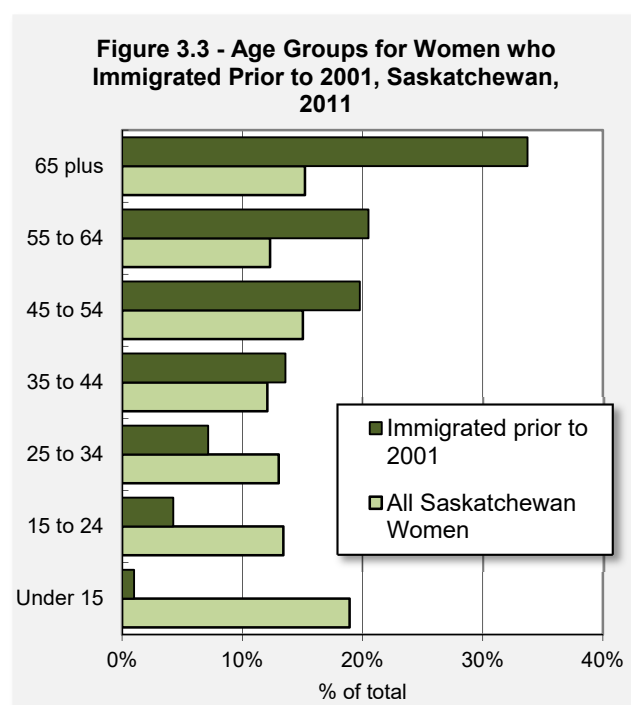 Figure 3.3 - Age Groups for Women who
Immigrated Prior to 2001, Saskatchewan,
2011
65 plus
55 to 64
45 to 54
35 to 44
25 to 34
15 to 24
Under 15
Immigrated prior to
2001
All Saskatchewan
Women
0% 10% 20% 30% 40%
% of total